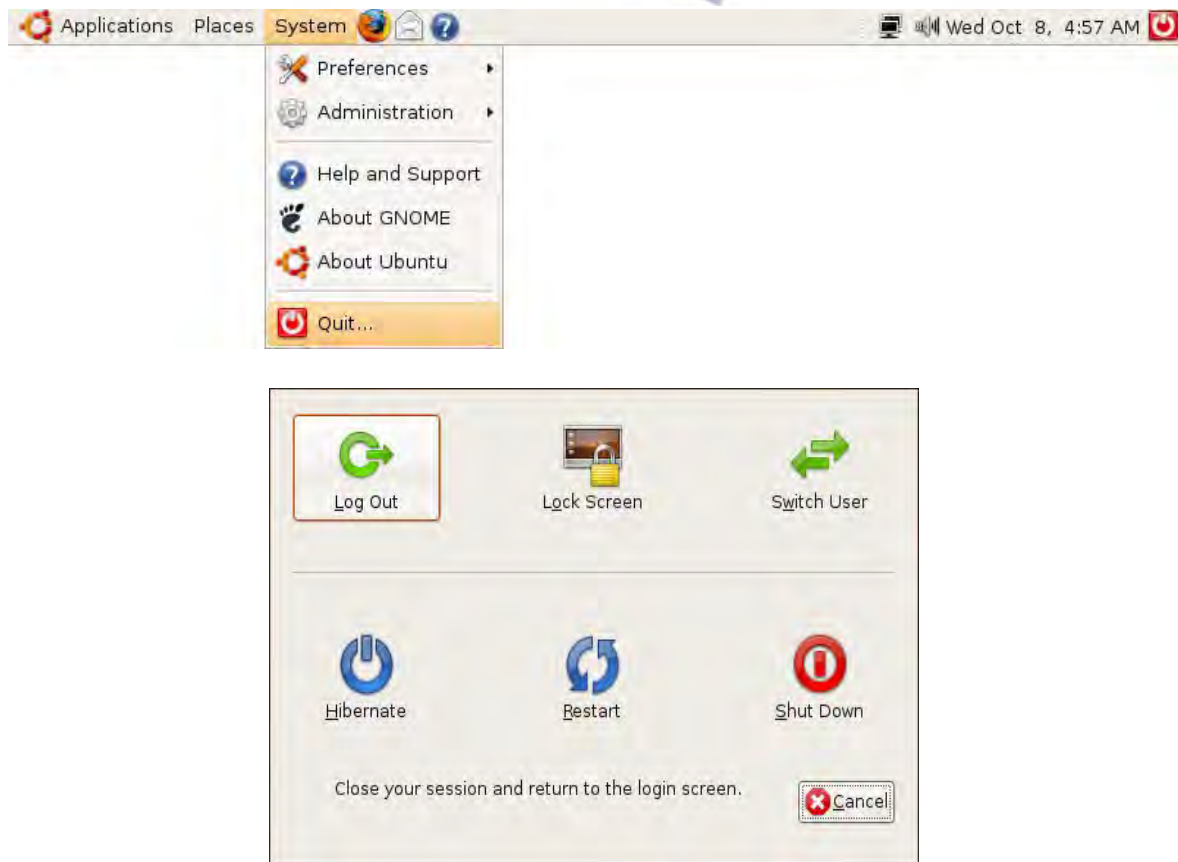 Applications Places System Wed Oct 8, 4:57 AM
Preferences
Administration
Help and Support
About GNOME
About Ubuntu
Quit...
Log Out Lock Screen Switch User
Hibernate Restart Shut Down
Close your session and return to the login screen.
Cancel